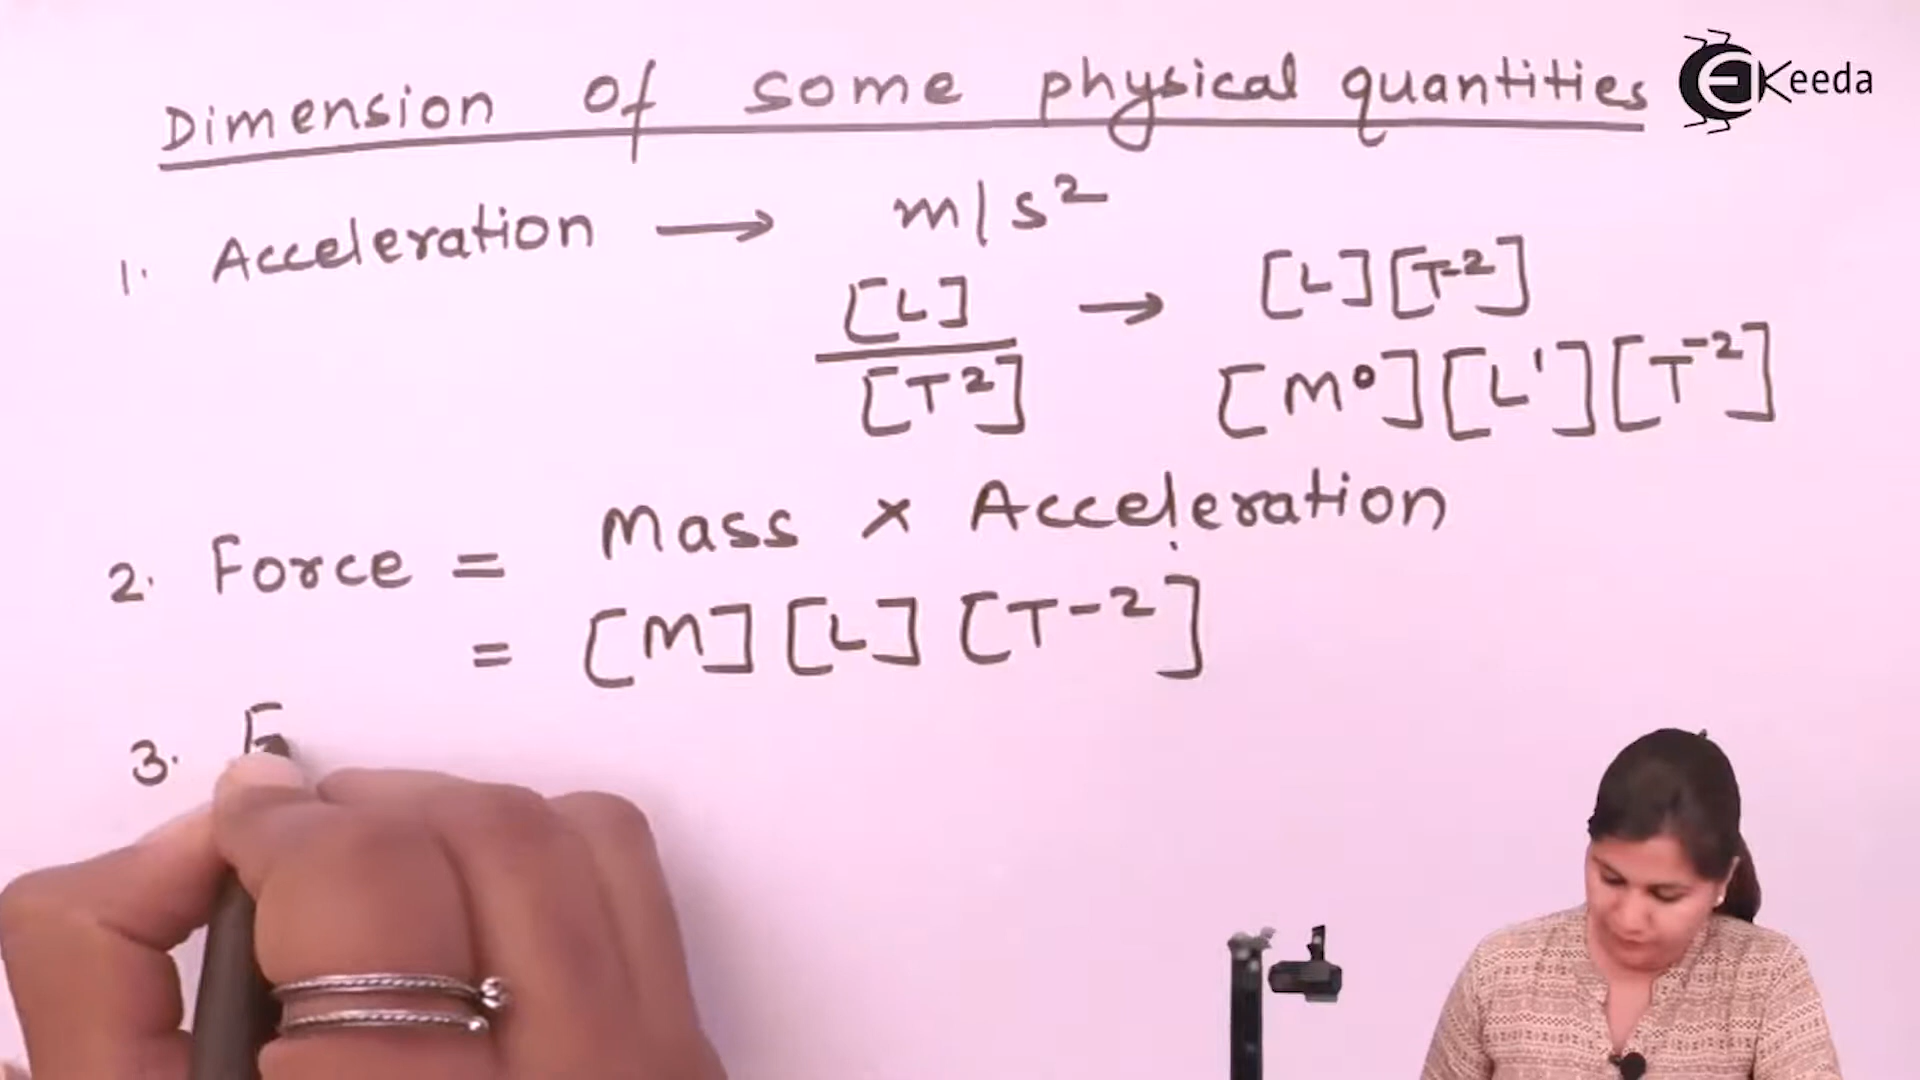 Dimension of some physical quantities
Keeda
1. Acceleration → m/s²
[L] → [L][T-2]
[T²] [M⁰][L¹][T⁻²]
2. Force = Mass × Acceleration
= [M][L][T-2]
3.